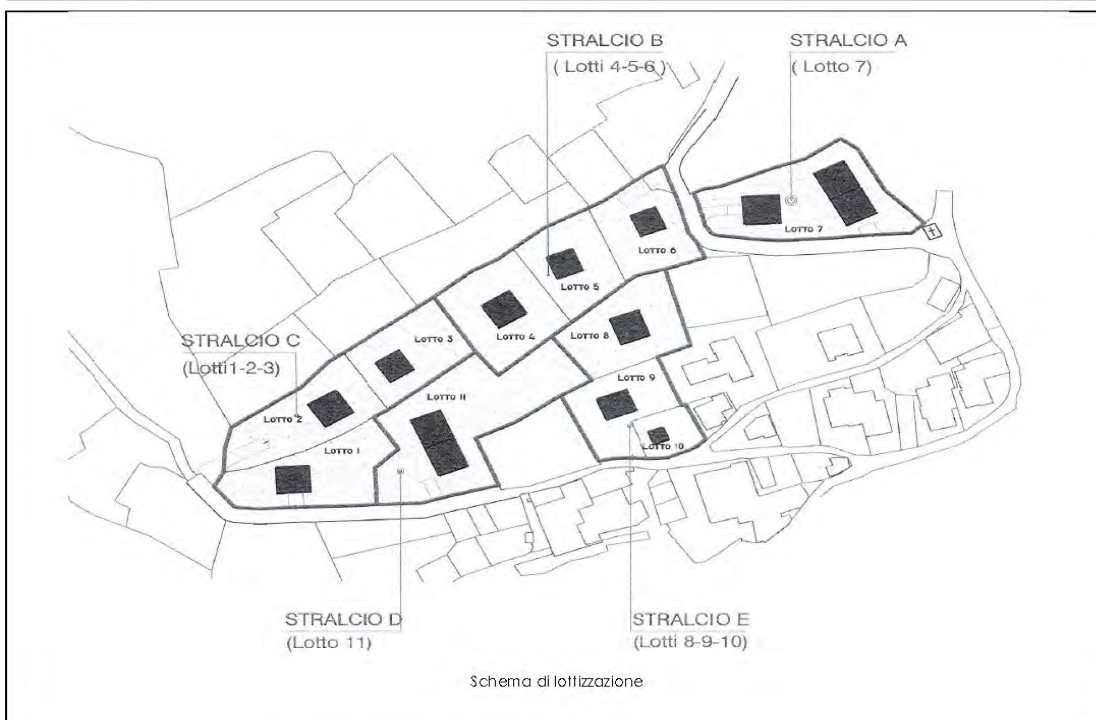 STRALCIO B
( Lotti 4-5-6 )
STRALCIO A
( Lotto 7)
LOTTO 7
LOTTO 6
LOTTO 5
LOTTO 4
LOTTO 8
LOTTO 3
STRALCIO C
(Lotti1-2-3)
LOTTO 9
LOTTO 11
LOTTO 2
LOTTO 10
LOTTO 1
STRALCIO D
(Lotto 11)
STRALCIO E
(Lotti 8-9-10)
Schema di lottizzazione